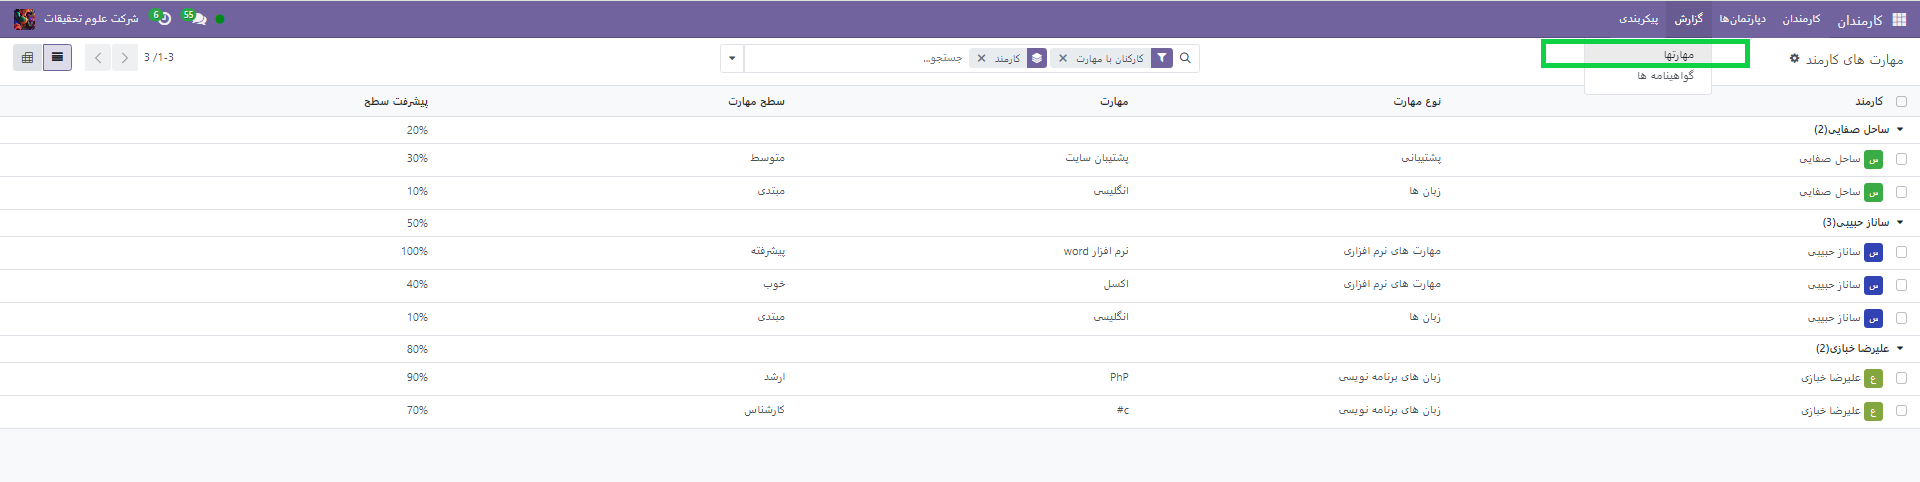 کارمندان کارمندان دپارتمان‌ها گزارش پیکربندی 55 6 شرکت علوم تحقیقات
مهارت های کارمند کارکنان با مهارت کارمند جستجو... 1-3 / 3
مهارتها
گواهینامه ها
کارمند نوع مهارت مهارت سطح مهارت پیشرفت سطح
ساحل صفایی(2) 20%
س ساحل صفایی پشتیبانی پشتیبان سایت متوسط 30%
س ساحل صفایی زبان ها انگلیسی مبتدی 10%
ساناز حبیبی(3) 50%
س ساناز حبیبی مهارت های نرم افزاری نرم افزار word پیشرفته 100%
س ساناز حبیبی مهارت های نرم افزاری اکسل خوب 40%
س ساناز حبیبی زبان ها انگلیسی مبتدی 10%
علیرضا خبازی(2) 80%
ع علیرضا خبازی زبان های برنامه نویسی PhP ارشد 90%
ع علیرضا خبازی زبان های برنامه نویسی c# کارشناس 70%